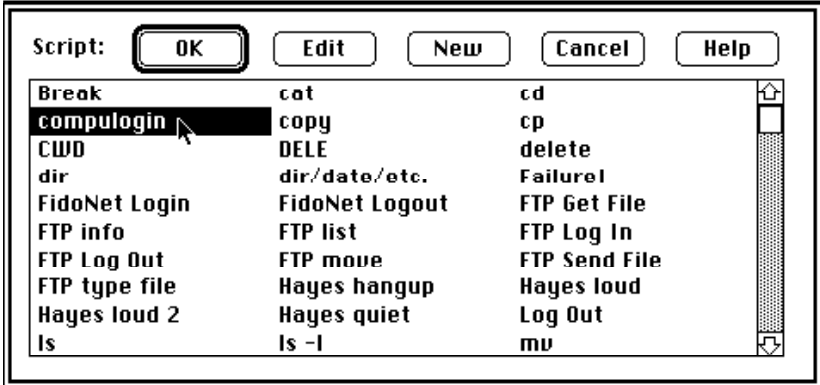 Script: OK Edit New Cancel Help
Break cat cd
compulogin copy cp
CWD DELE delete
dir dir/date/etc. Failure!
FidoNet Login FidoNet Logout FTP Get File
FTP info FTP list FTP Log In
FTP Log Out FTP move FTP Send File
FTP type file Hayes hangup Hayes loud
Hayes loud 2 Hayes quiet Log Out
ls ls -l mv